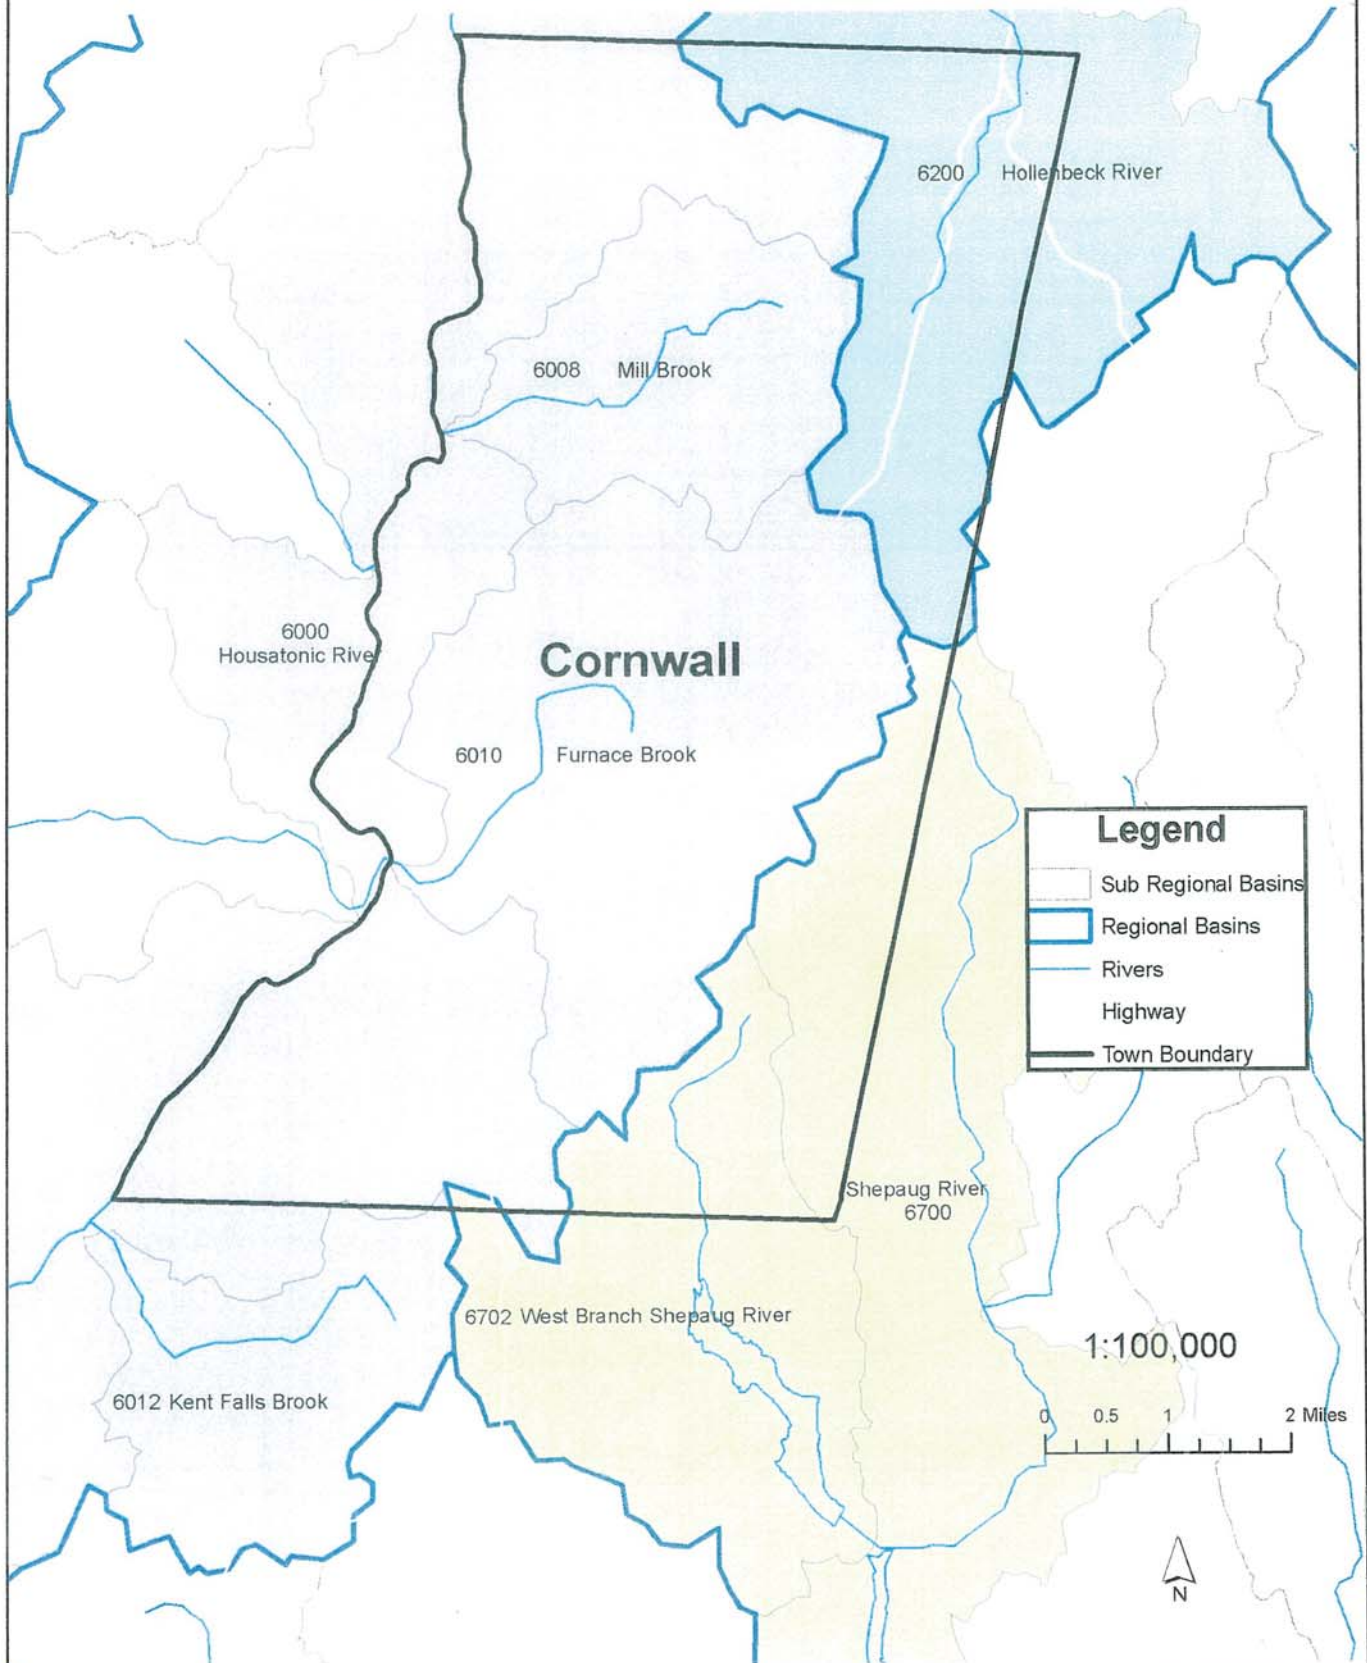 6200 Hollenbeck River
6008 Mill Brook
6000
Housatonic River
Cornwall
6010 Furnace Brook
Legend
Sub Regional Basins
Regional Basins
Rivers
Highway
Town Boundary
Shepaug River
6700
6702 West Branch Shepaug River
1:100,000
6012 Kent Falls Brook
0 0.5 1 2 Miles
N